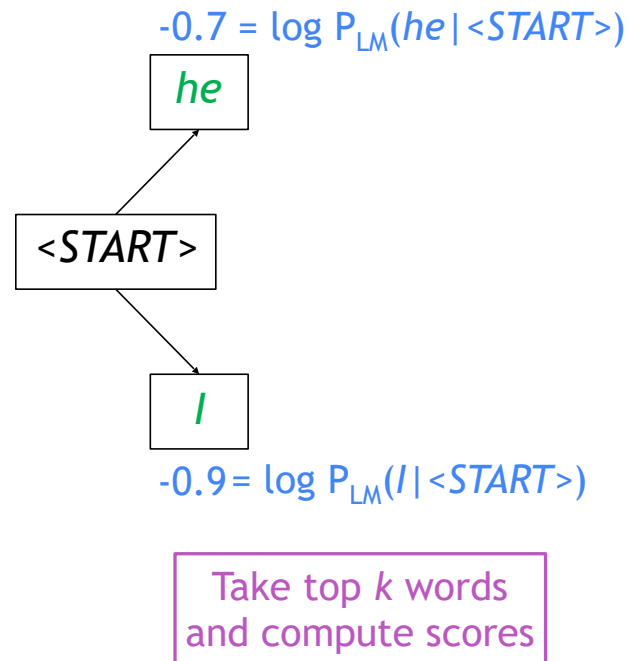 -0.7 = log P_LM(he|<START>)
he
<START>
I
-0.9 = log P_LM(I|<START>)
Take top k words
and compute scores